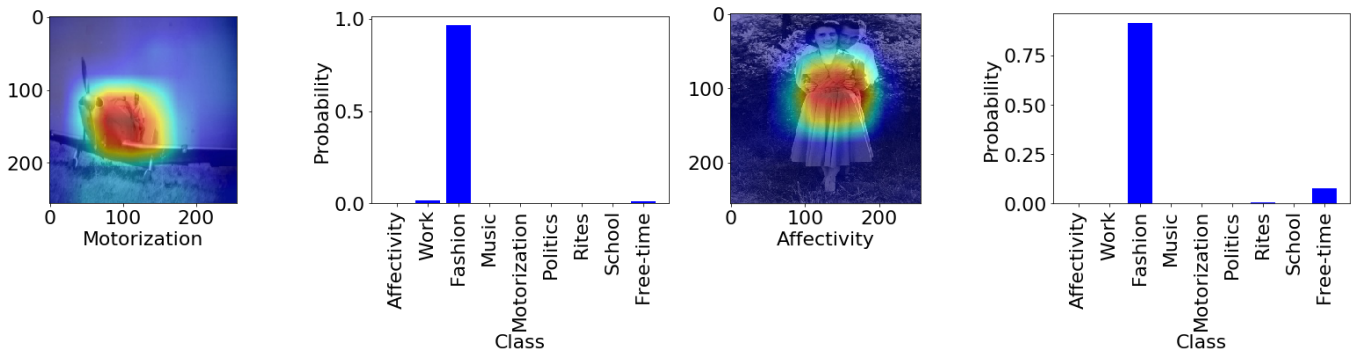 0
100
200
0
100
200
Motorization
1.0
0.5
0.0
Probability
Affectivity
Work
Fashion
Music
Motorization
Politics
Rites
School
Free-time
Class
0
100
200
0
100
200
Affectivity
0.75
0.50
0.25
0.00
Probability
Affectivity
Work
Fashion
Music
Motorization
Politics
Rites
School
Free-time
Class